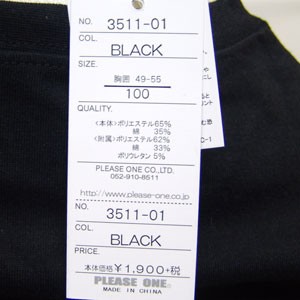 NO. 3511-01
COL.
BLACK
SIZE.
胸囲 49-55
100
QUALITY.
<本体>ポリエステル65%
綿 35%
<附属>ポリエステル62%
綿 33%
ポリウレタン 5%
PLEASE ONE CO.,LTD.
052-910-8511
http://www.please-one.co
NO. 3511-01
COL.
BLACK
PRICE.
本体価格¥1,900+税
PLEASE ONE.
MADE IN CHINA